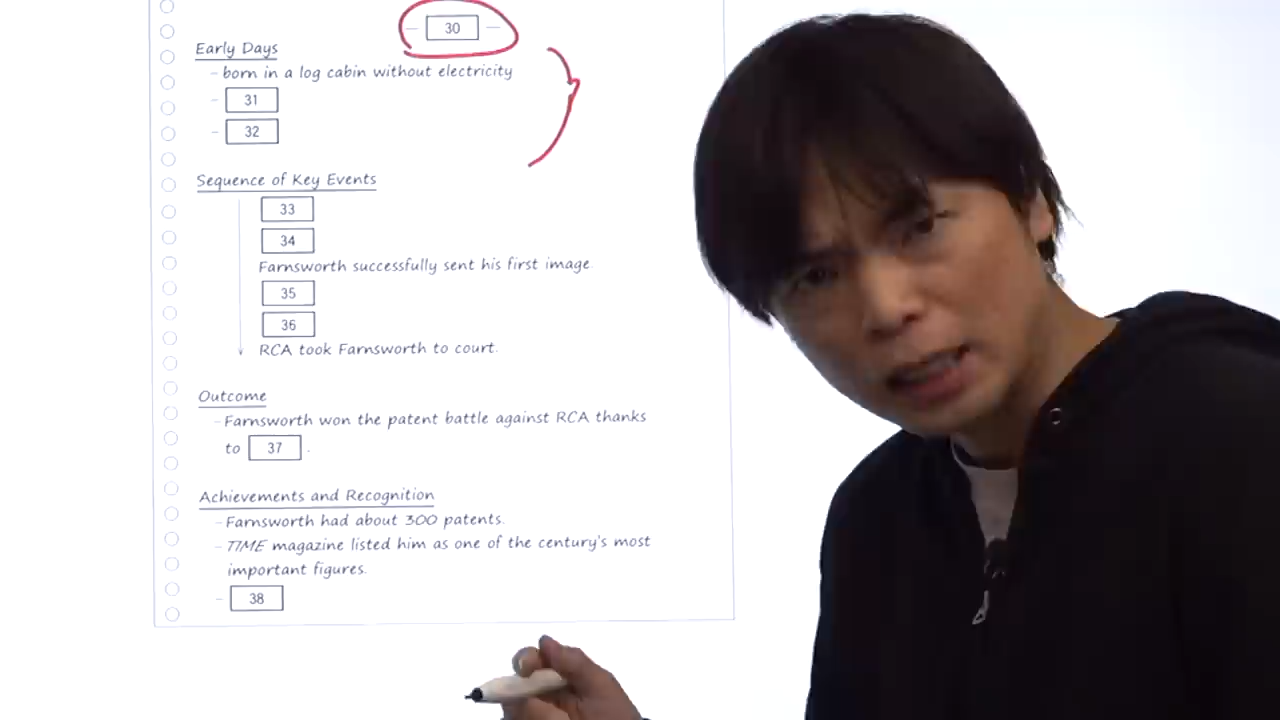 — 30 —
Early Days
- born in a log cabin without electricity
- 31
- 32
Sequence of Key Events
33
34
Farnsworth successfully sent his first image.
35
36
RCA took Farnsworth to court.
Outcome
- Farnsworth won the patent battle against RCA thanks
to 37 .
Achievements and Recognition
- Farnsworth had about 300 patents.
- TIME magazine listed him as one of the century's most
important figures.
- 38